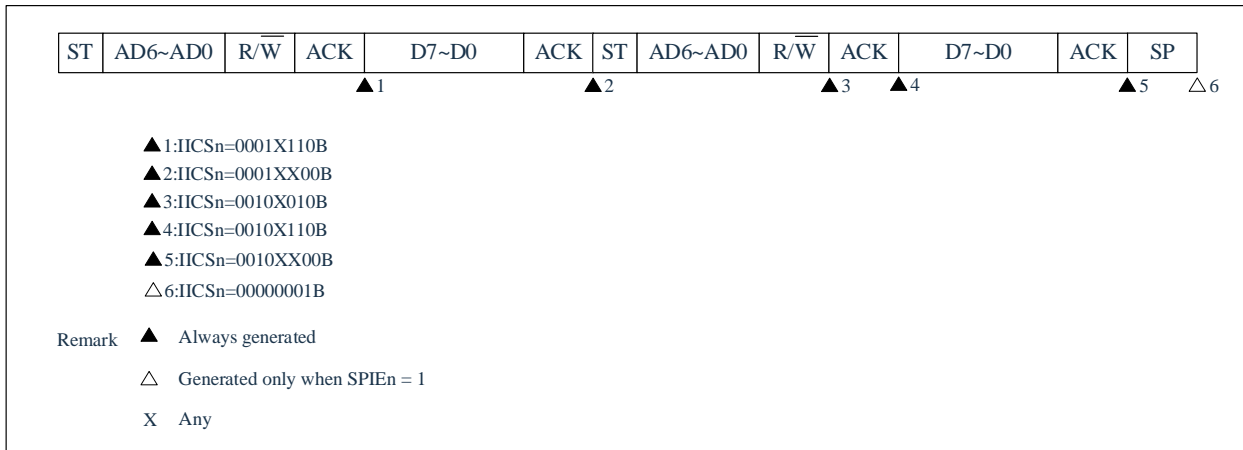 ST AD6~AD0 R/W̅ ACK D7~D0 ACK ST AD6~AD0 R/W̅ ACK D7~D0 ACK SP
▲1 ▲2 ▲3 ▲4 ▲5 △6
▲1:IICSn=0001X110B
▲2:IICSn=0001XX00B
▲3:IICSn=0010X010B
▲4:IICSn=0010X110B
▲5:IICSn=0010XX00B
△6:IICSn=00000001B
Remark ▲ Always generated
△ Generated only when SPIEn = 1
X Any